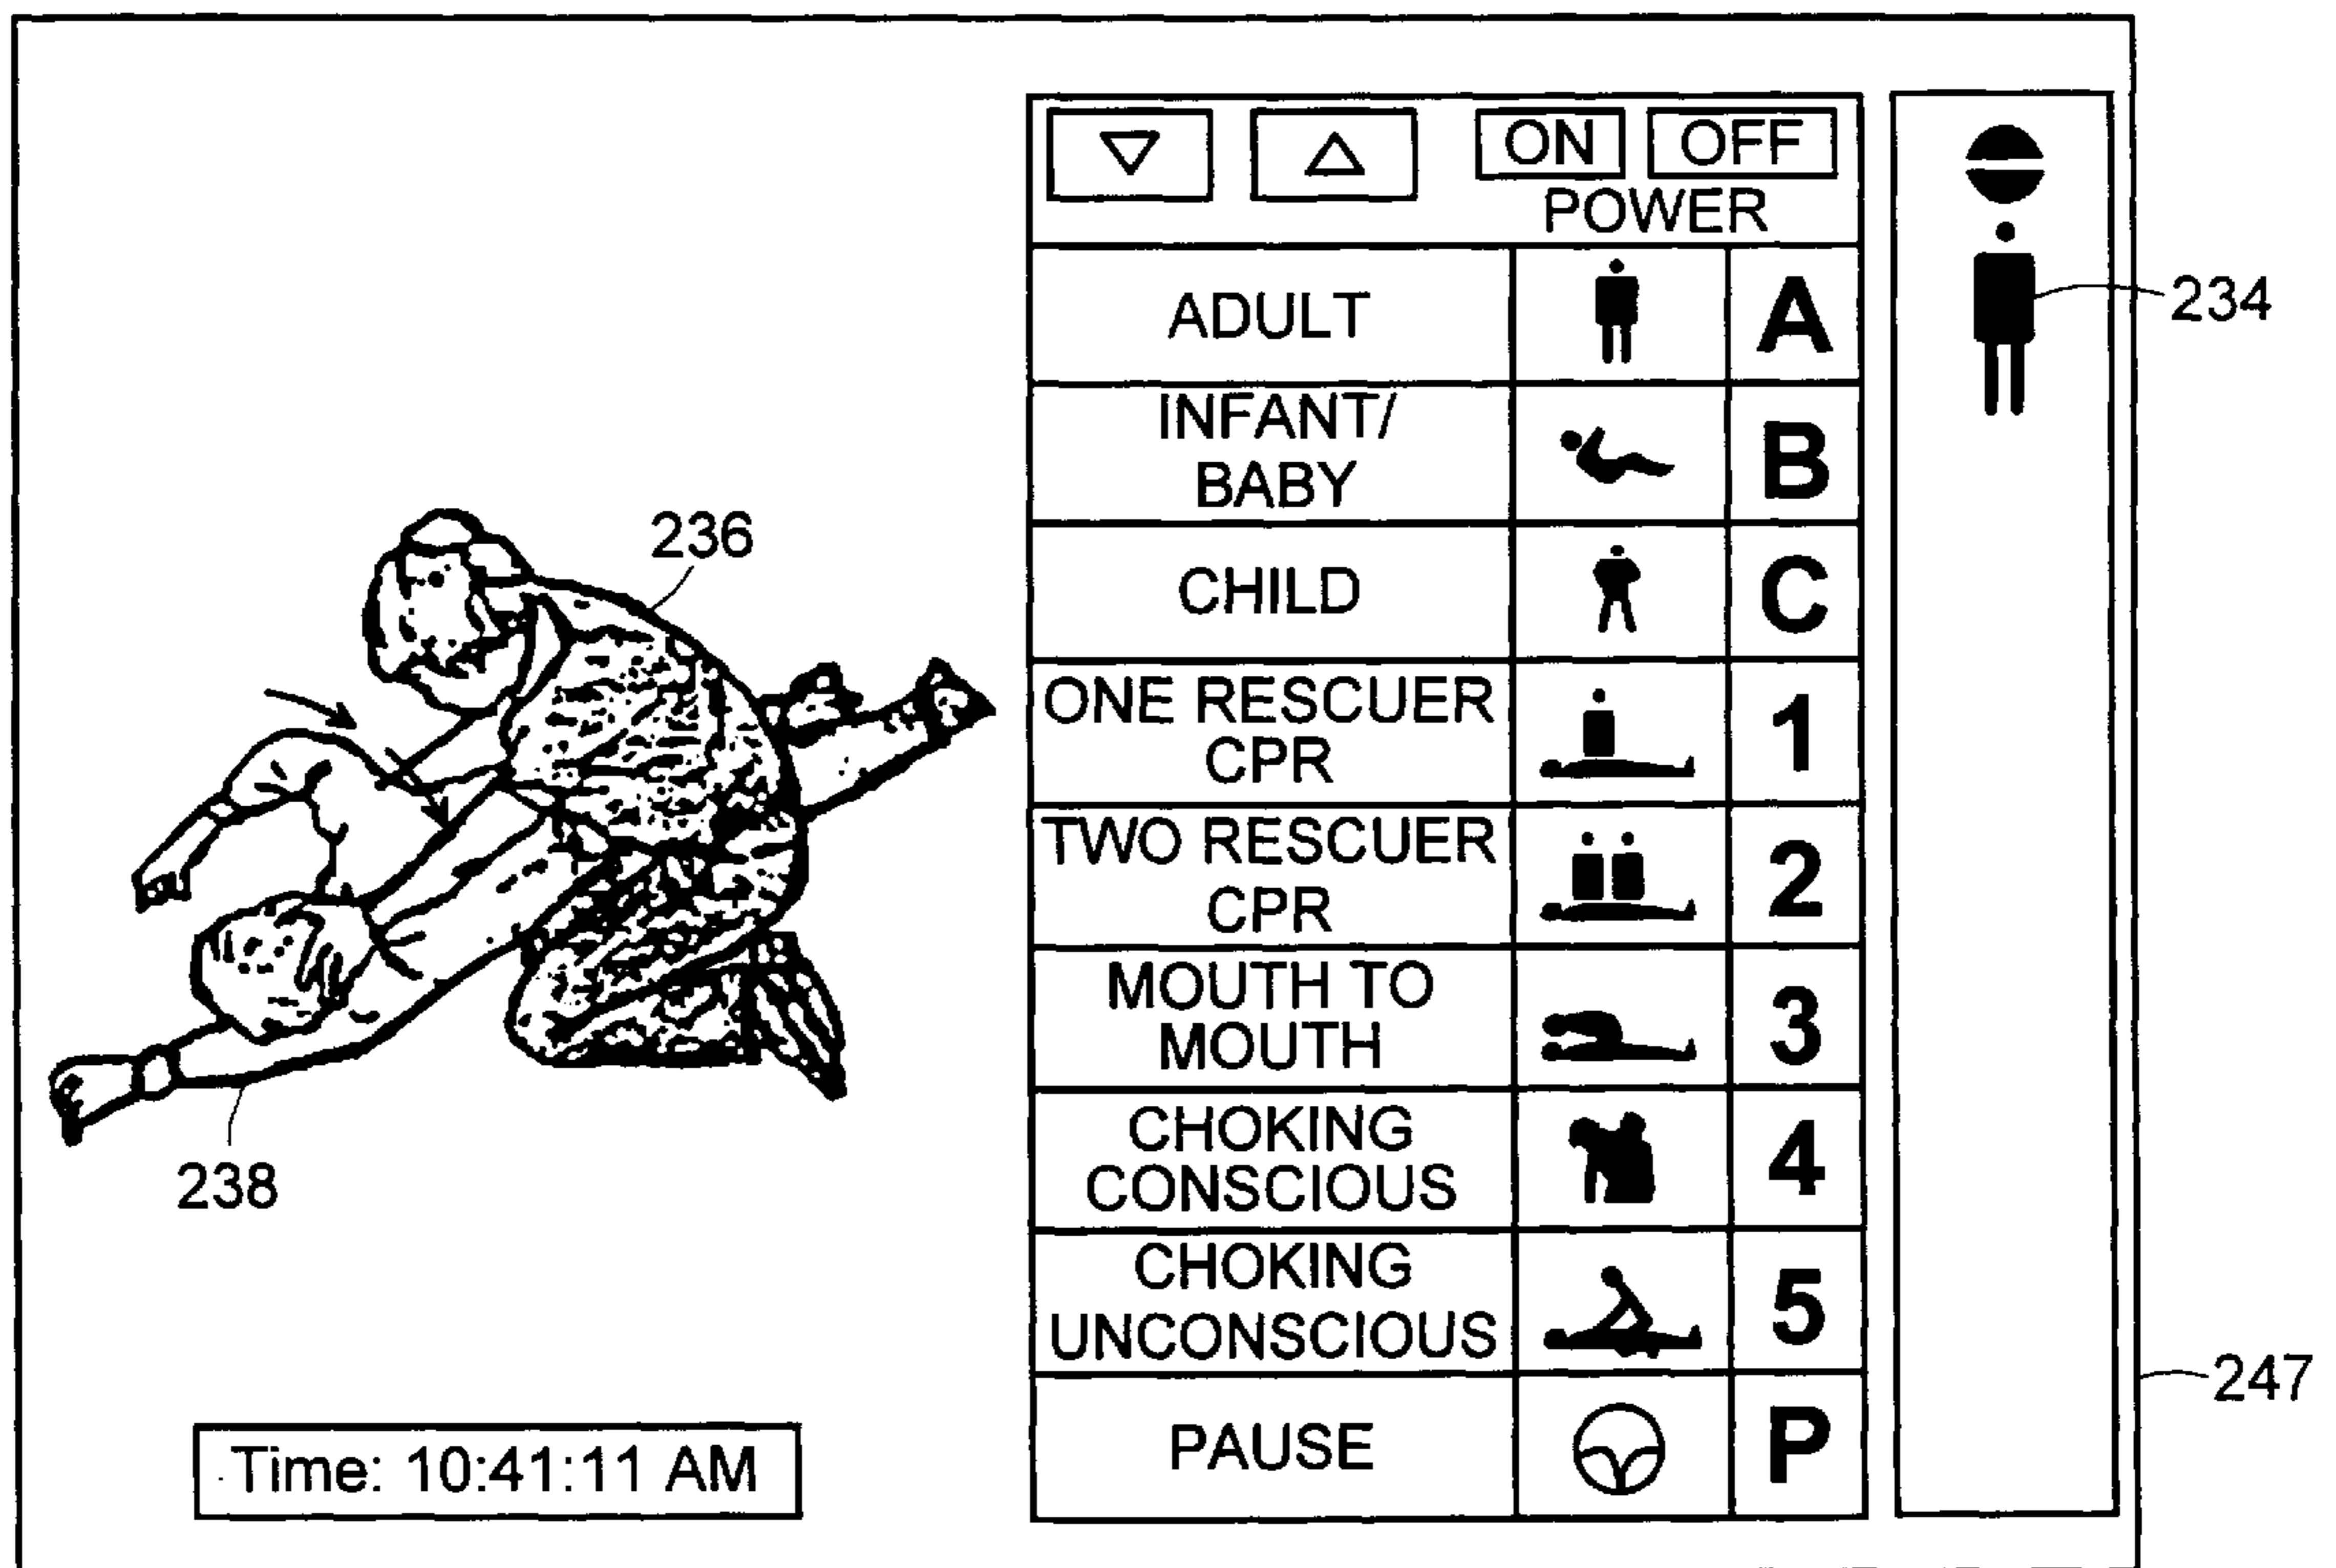 ON OFF
POWER
ADULT A
234
INFANT/
BABY B
CHILD C
236
ONE RESCUER
CPR 1
TWO RESCUER
CPR 2
MOUTH TO
MOUTH 3
CHOKING
CONSCIOUS 4
238
CHOKING
UNCONSCIOUS 5
247
PAUSE P
Time: 10:41:11 AM